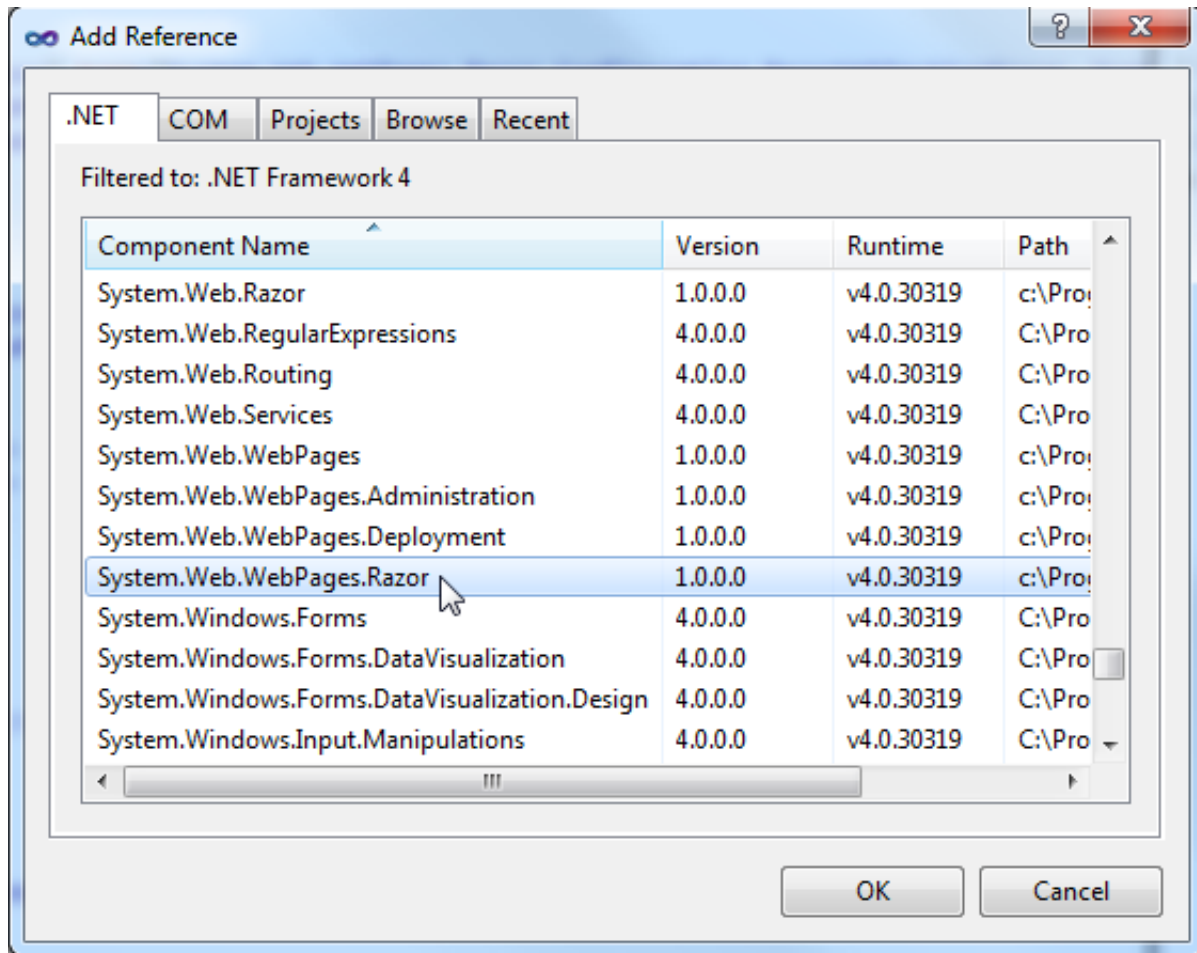 Add Reference
.NET COM Projects Browse Recent
Filtered to: .NET Framework 4
Component Name Version Runtime Path
System.Web.Razor 1.0.0.0 v4.0.30319 c:\Prog
System.Web.RegularExpressions 4.0.0.0 v4.0.30319 C:\Pro
System.Web.Routing 4.0.0.0 v4.0.30319 C:\Pro
System.Web.Services 4.0.0.0 v4.0.30319 C:\Pro
System.Web.WebPages 1.0.0.0 v4.0.30319 c:\Prog
System.Web.WebPages.Administration 1.0.0.0 v4.0.30319 c:\Prog
System.Web.WebPages.Deployment 1.0.0.0 v4.0.30319 c:\Prog
System.Web.WebPages.Razor 1.0.0.0 v4.0.30319 c:\Prog
System.Windows.Forms 4.0.0.0 v4.0.30319 C:\Pro
System.Windows.Forms.DataVisualization 4.0.0.0 v4.0.30319 C:\Pro
System.Windows.Forms.DataVisualization.Design 4.0.0.0 v4.0.30319 C:\Pro
System.Windows.Input.Manipulations 4.0.0.0 v4.0.30319 C:\Pro
OK Cancel